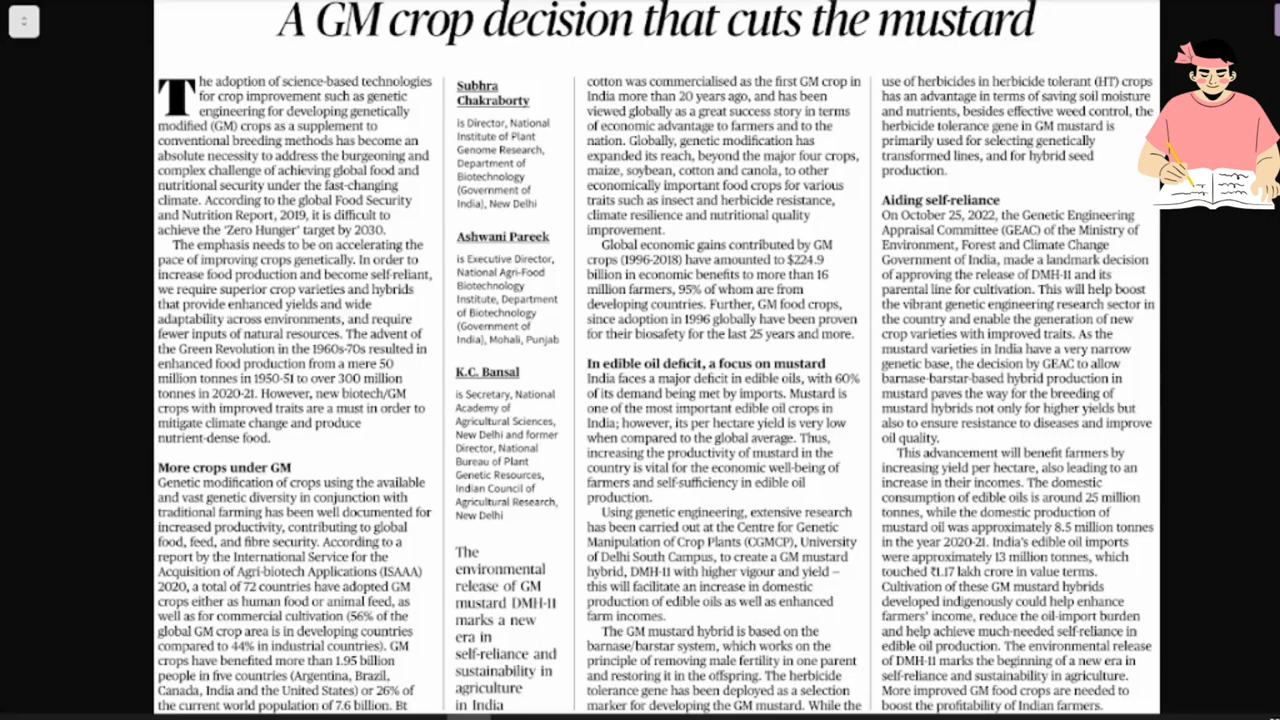 A GM crop decision that cuts the mustard
The adoption of science-based technologies
for crop improvement such as genetic
engineering for developing genetically
modified (GM) crops as a supplement to
conventional breeding methods has become an
absolute necessity to address the burgeoning and
complex challenge of achieving global food and
nutritional security under the fast-changing
climate. According to the global Food Security
and Nutrition Report, 2019, it is difficult to
achieve the 'Zero Hunger' target by 2030.
The emphasis needs to be on accelerating the
pace of improving crops genetically. In order to
increase food production and become self-reliant,
we require superior crop varieties and hybrids
that provide enhanced yields and wide
adaptability across environments, and require
fewer inputs of natural resources. The advent of
the Green Revolution in the 1960s-70s resulted in
enhanced food production from a mere 50
million tonnes in 1950-51 to over 300 million
tonnes in 2020-21. However, new biotech/GM
crops with improved traits are a must in order to
mitigate climate change and produce
nutrient-dense food.
More crops under GM
Genetic modification of crops using the available
and vast genetic diversity in conjunction with
traditional farming has been well documented for
increased productivity, contributing to global
food, feed, and fibre security. According to a
report by the International Service for the
Acquisition of Agri-biotech Applications (ISAAA)
2020, a total of 72 countries have adopted GM
crops either as human food or animal feed, as
well as for commercial cultivation (56% of the
global GM crop area is in developing countries
compared to 44% in industrial countries). GM
crops have benefited more than 1.95 billion
people in five countries (Argentina, Brazil,
Canada, India and the United States) or 26% of
the current world population of 7.6 billion. Bt
Subhra
Chakraborty
is Director, National
Institute of Plant
Genome Research,
Department of
Biotechnology
(Government of
India), New Delhi
Ashwani Pareek
is Executive Director,
National Agri-Food
Biotechnology
Institute, Department
of Biotechnology
(Government of
India), Mohali, Punjab
K.C. Bansal
is Secretary, National
Academy of
Agricultural Sciences,
New Delhi and former
Director, National
Bureau of Plant
Genetic Resources,
Indian Council of
Agricultural Research,
New Delhi
The
environmental
release of GM
mustard DMH-11
marks a new
era in
self-reliance and
sustainability in
agriculture
in India
cotton was commercialised as the first GM crop in
India more than 20 years ago, and has been
viewed globally as a great success story in terms
of economic advantage to farmers and to the
nation. Globally, genetic modification has
expanded its reach, beyond the major four crops,
maize, soybean, cotton and canola, to other
economically important food crops for various
traits such as insect and herbicide resistance,
climate resilience and nutritional quality
improvement.
Global economic gains contributed by GM
crops (1996-2018) have amounted to $224.9
billion in economic benefits to more than 16
million farmers, 95% of whom are from
developing countries. Further, GM food crops,
since adoption in 1996 globally have been proven
for their biosafety for the last 25 years and more.
In edible oil deficit, a focus on mustard
India faces a major deficit in edible oils, with 60%
of its demand being met by imports. Mustard is
one of the most important edible oil crops in
India; however, its per hectare yield is very low
when compared to the global average. Thus,
increasing the productivity of mustard in the
country is vital for the economic well-being of
farmers and self-sufficiency in edible oil
production.
Using genetic engineering, extensive research
has been carried out at the Centre for Genetic
Manipulation of Crop Plants (CGMCP), University
of Delhi South Campus, to create a GM mustard
hybrid, DMH-11 with higher vigour and yield –
this will facilitate an increase in domestic
production of edible oils as well as enhanced
farm incomes.
The GM mustard hybrid is based on the
barnase/barstar system, which works on the
principle of removing male fertility in one parent
and restoring it in the offspring. The herbicide
tolerance gene has been deployed as a selection
marker for developing the GM mustard. While the
use of herbicides in herbicide tolerant (HT) crops
has an advantage in terms of saving soil moisture
and nutrients, besides effective weed control, the
herbicide tolerance gene in GM mustard is
primarily used for selecting genetically
transformed lines, and for hybrid seed
production.
Aiding self-reliance
On October 25, 2022, the Genetic Engineering
Appraisal Committee (GEAC) of the Ministry of
Environment, Forest and Climate Change
Government of India, made a landmark decision
of approving the release of DMH-11 and its
parental line for cultivation. This will help boost
the vibrant genetic engineering research sector in
the country and enable the generation of new
crop varieties with improved traits. As the
mustard varieties in India have a very narrow
genetic base, the decision by GEAC to allow
barnase-barstar-based hybrid production in
mustard paves the way for the breeding of
mustard hybrids not only for higher yields but
also to ensure resistance to diseases and improve
oil quality.
This advancement will benefit farmers by
increasing yield per hectare, also leading to an
increase in their incomes. The domestic
consumption of edible oils is around 25 million
tonnes, while the domestic production of
mustard oil was approximately 8.5 million tonnes
in the year 2020-21. India's edible oil imports
were approximately 13 million tonnes, which
touched ₹1.17 lakh crore in value terms.
Cultivation of these GM mustard hybrids
developed indigenously could help enhance
farmers' income, reduce the oil-import burden
and help achieve much-needed self-reliance in
edible oil production. The environmental release
of DMH-11 marks the beginning of a new era in
self-reliance and sustainability in agriculture.
More improved GM food crops are needed to
boost the profitability of Indian farmers.